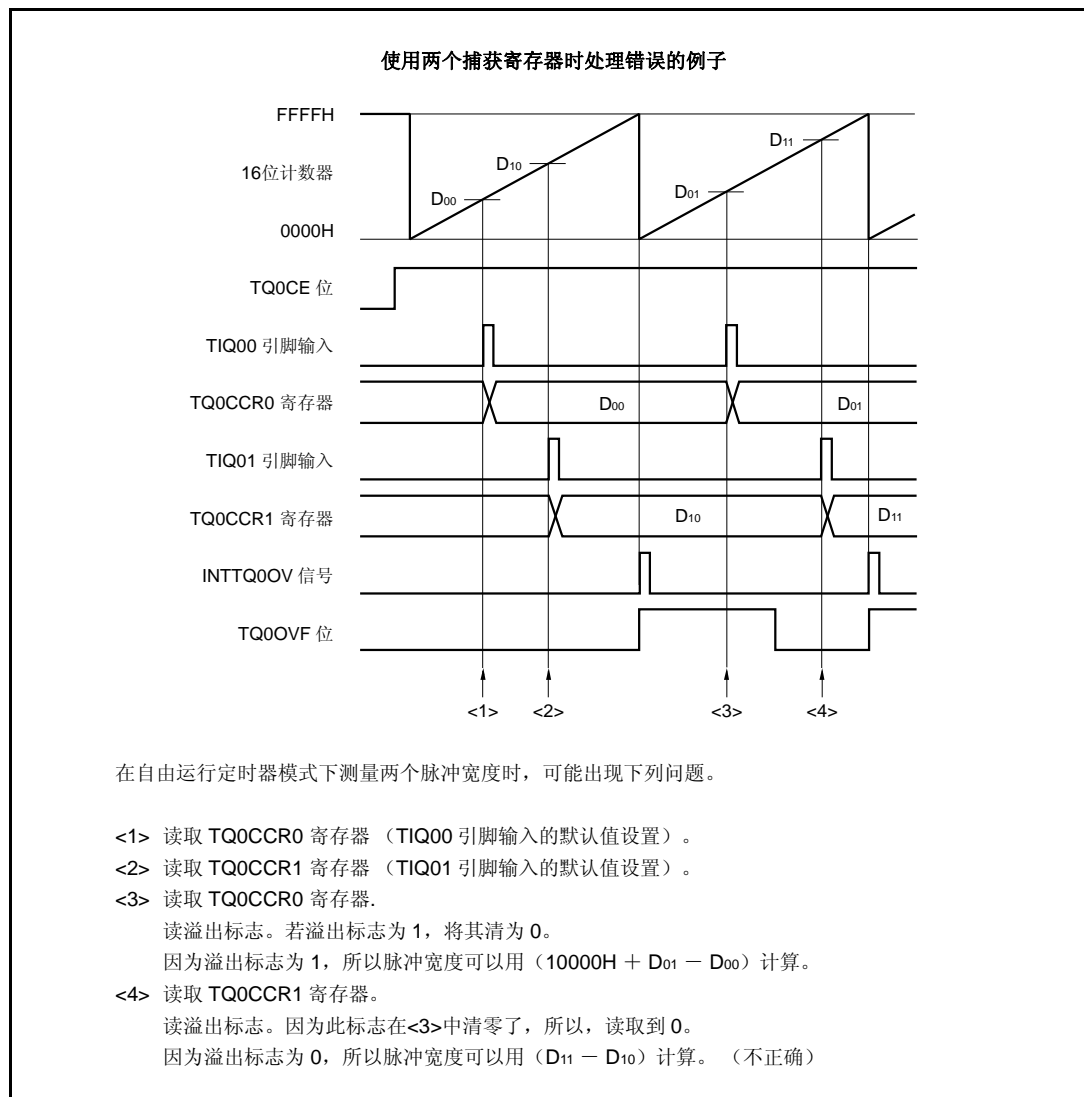 使用两个捕获寄存器时处理错误的例子
FFFFH
16位计数器
0000H
D00
D10
D01
D11
TQ0CE 位
TIQ00 引脚输入
TQ0CCR0 寄存器
D00
D01
TIQ01 引脚输入
TQ0CCR1 寄存器
D10
D11
INTTQ0OV 信号
TQ0OVF 位
<1> <2> <3> <4>
在自由运行定时器模式下测量两个脉冲宽度时，可能出现下列问题。
<1> 读取 TQ0CCR0 寄存器 （TIQ00 引脚输入的默认值设置）。
<2> 读取 TQ0CCR1 寄存器 （TIQ01 引脚输入的默认值设置）。
<3> 读取 TQ0CCR0 寄存器.
读溢出标志。若溢出标志为 1，将其清为 0。
因为溢出标志为 1，所以脉冲宽度可以用（10000H ＋ D01 － D00）计算。
<4> 读取 TQ0CCR1 寄存器。
读溢出标志。因为此标志在<3>中清零了，所以，读取到 0。
因为溢出标志为 0，所以脉冲宽度可以用（D11 － D10）计算。 （不正确）